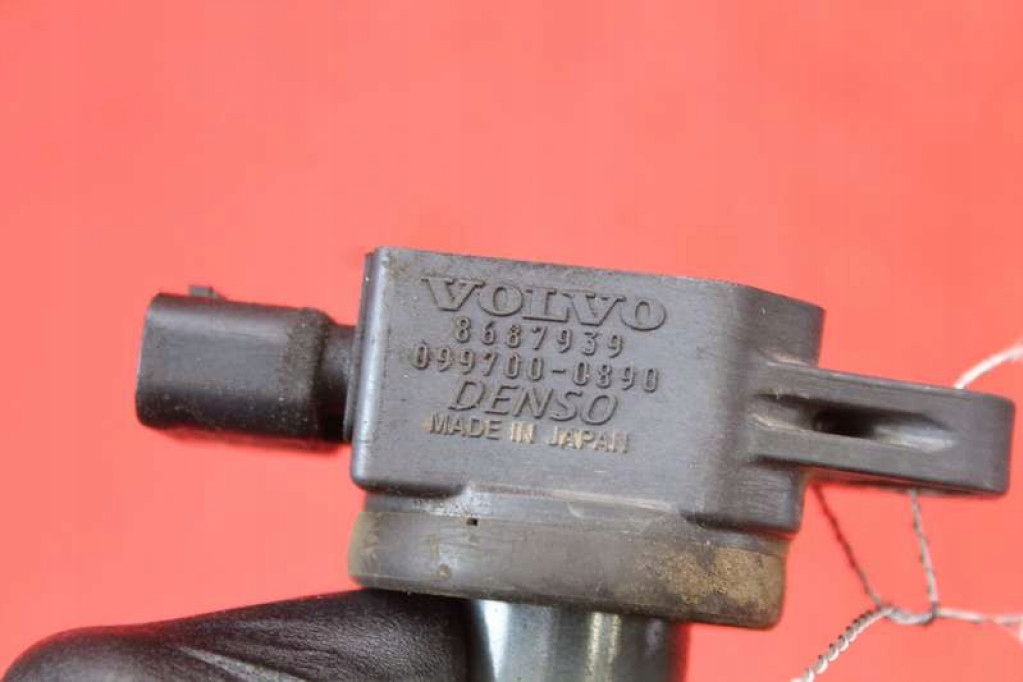 VOLVO
8687939
099700-0890
DENSO
MADE IN JAPAN